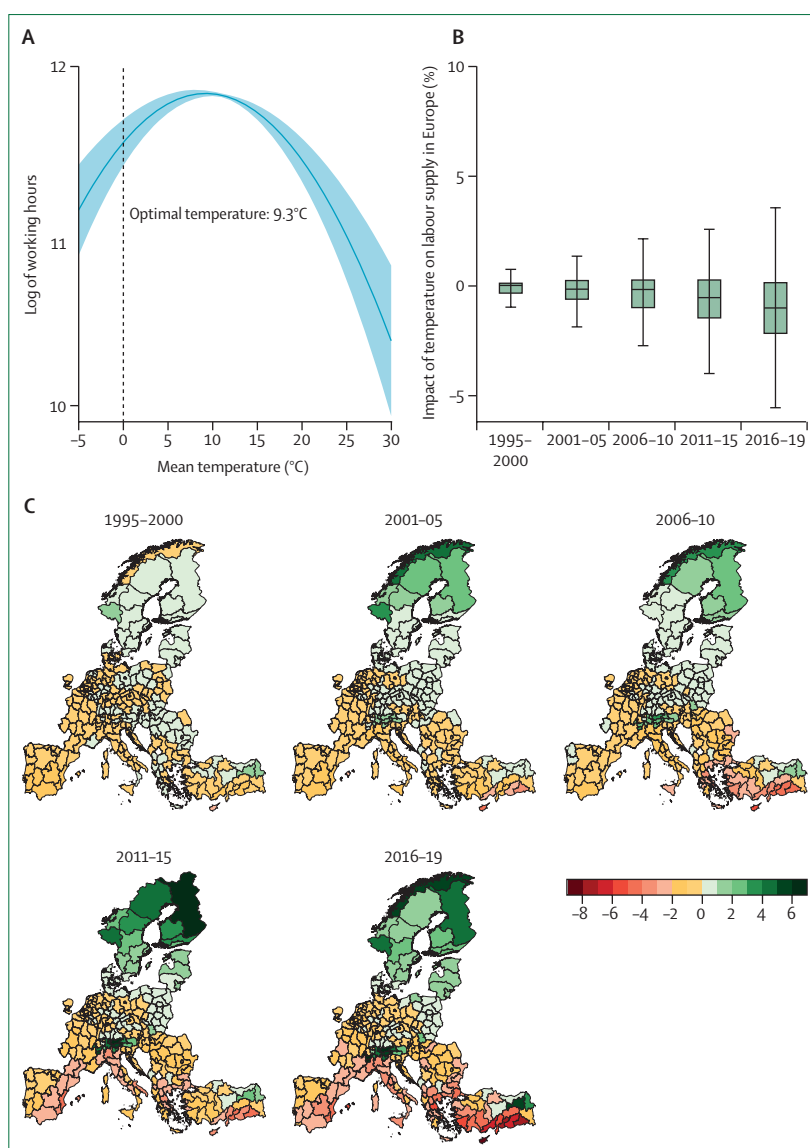 A
12
11
10
Log of working hours
Optimal temperature: 9.3°C
−5 0 5 10 15 20 25 30
Mean temperature (°C)
B
10
5
0
−5
Impact of temperature on labour supply in Europe (%)
1995–
2000
2001–05
2006–10
2011–15
2016–19
C
1995–2000
2001–05
2006–10
2011–15
2016–19
−8 −6 −4 −2 0 2 4 6